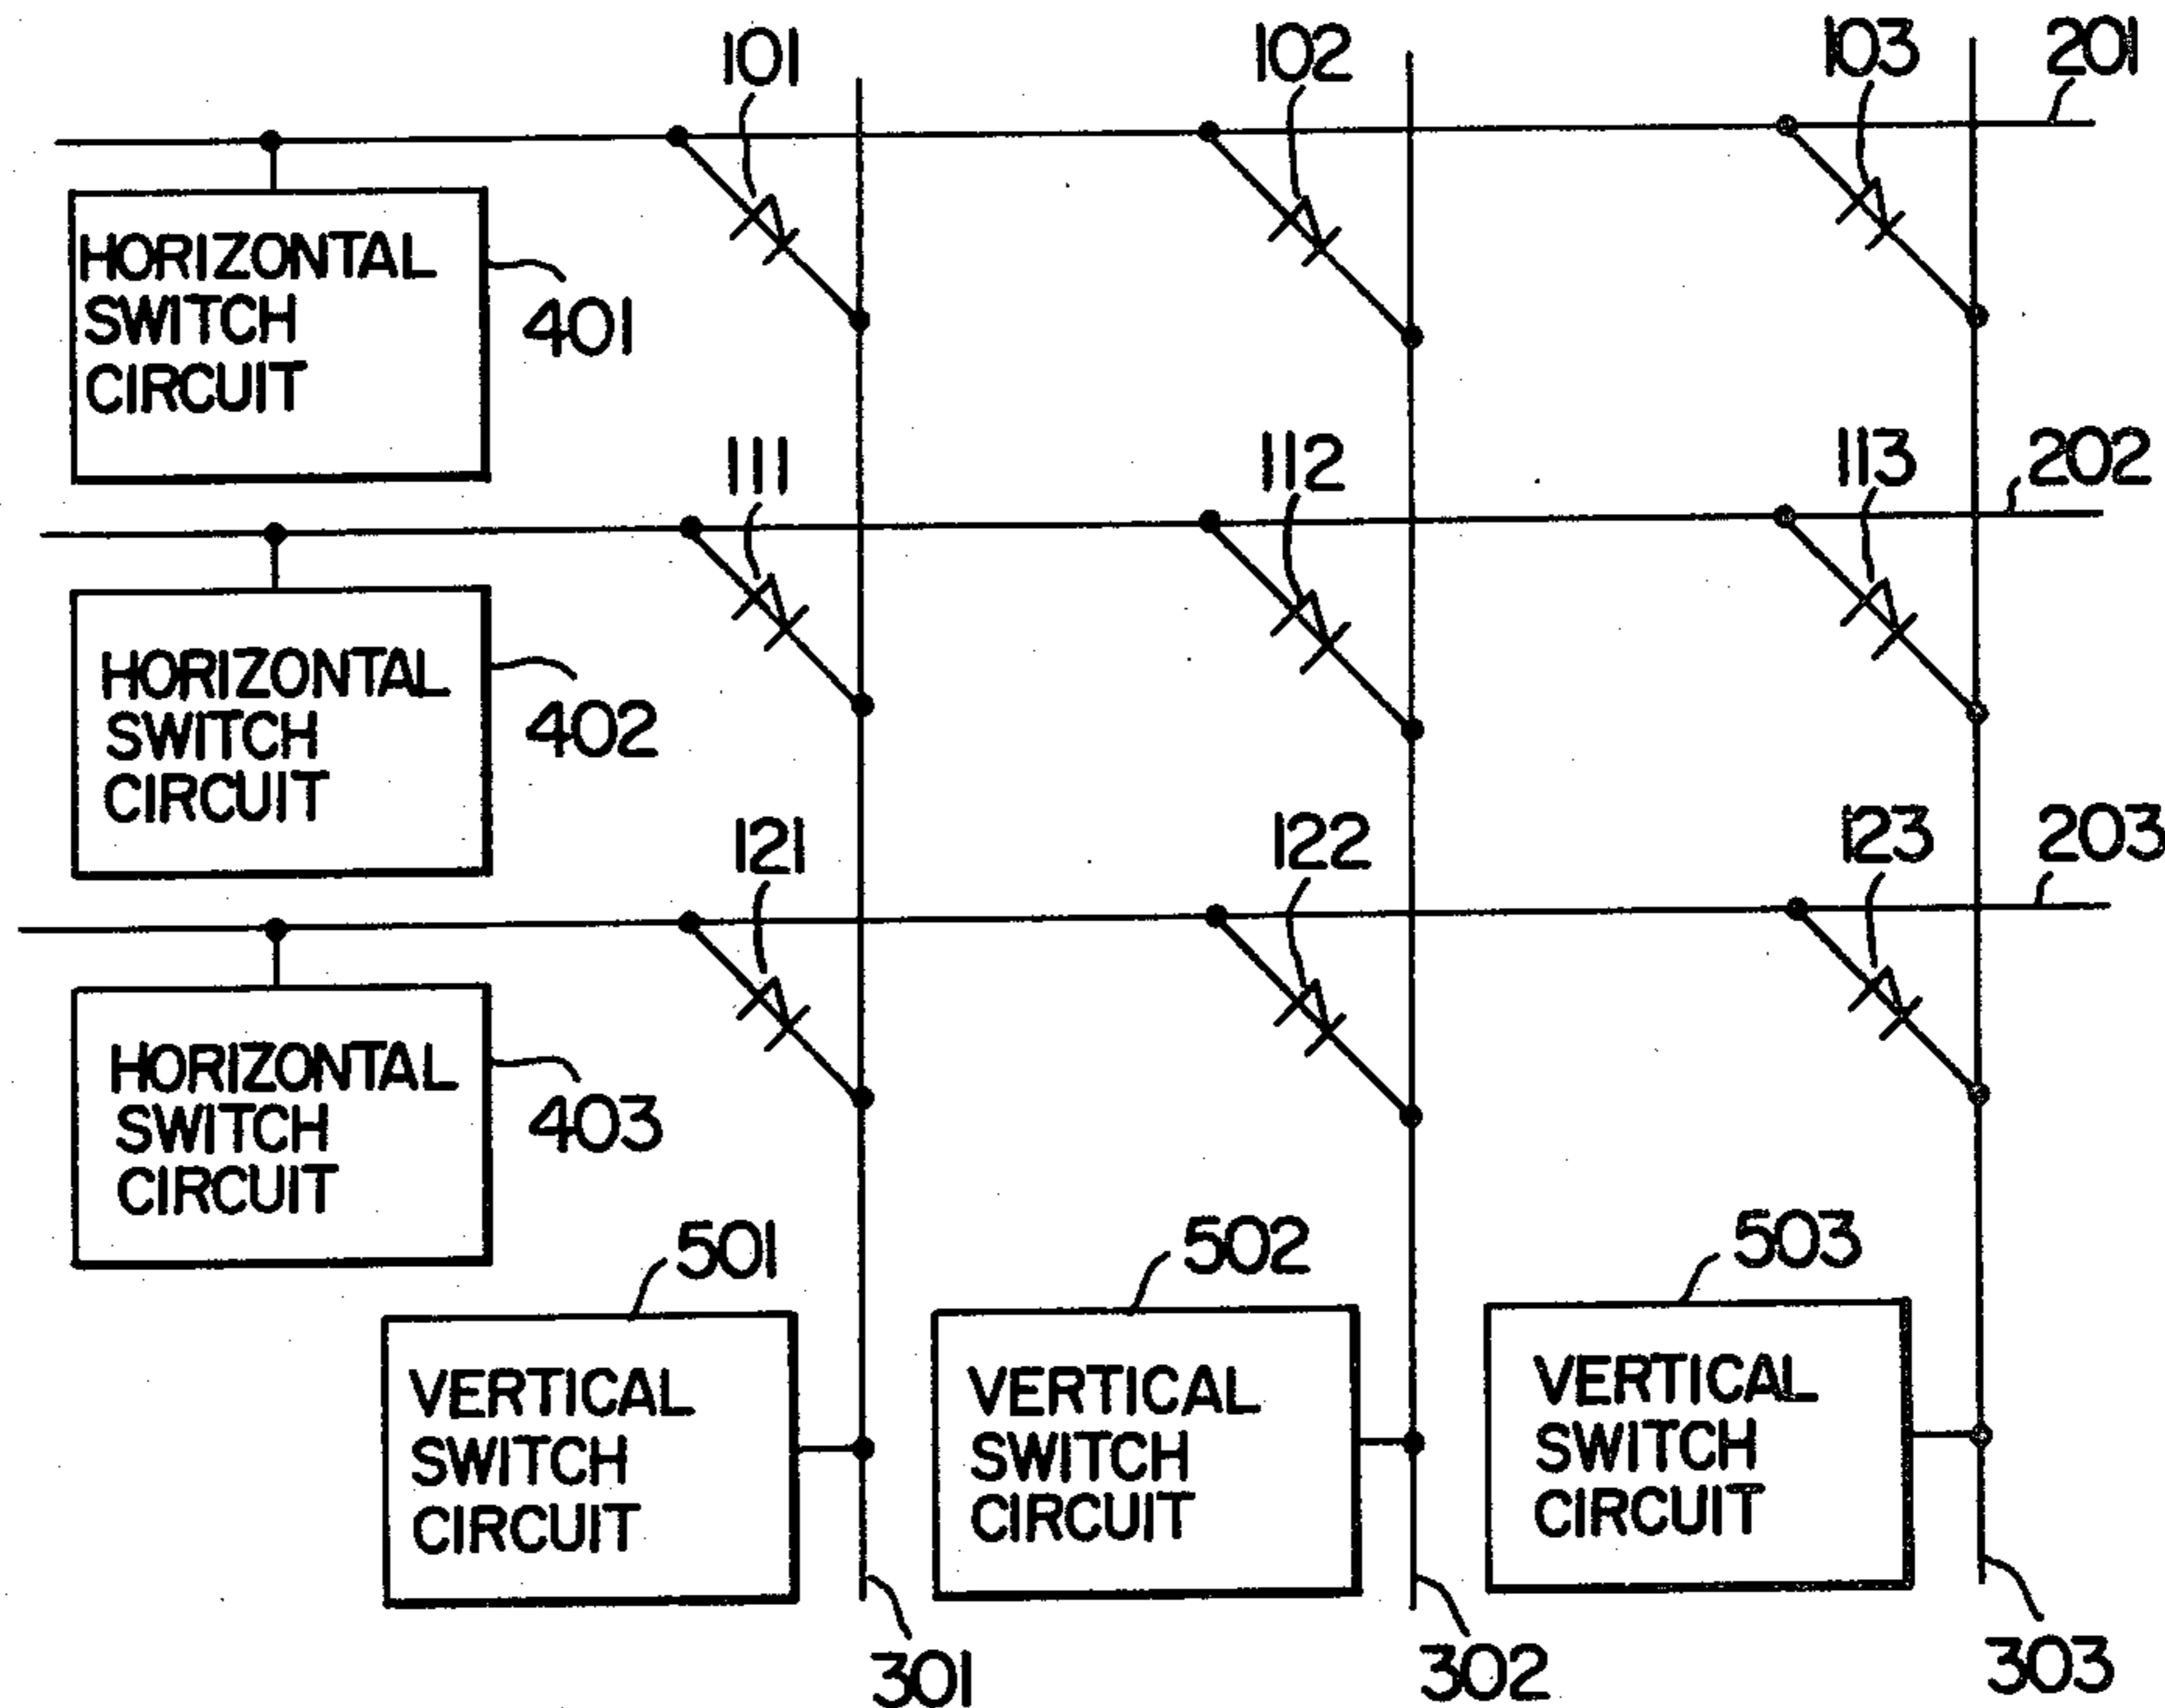 101
102
103
201
HORIZONTAL
SWITCH
CIRCUIT
401
111
112
113
202
HORIZONTAL
SWITCH
CIRCUIT
402
121
122
123
203
HORIZONTAL
SWITCH
CIRCUIT
403
501
502
503
VERTICAL
SWITCH
CIRCUIT
VERTICAL
SWITCH
CIRCUIT
VERTICAL
SWITCH
CIRCUIT
301
302
303